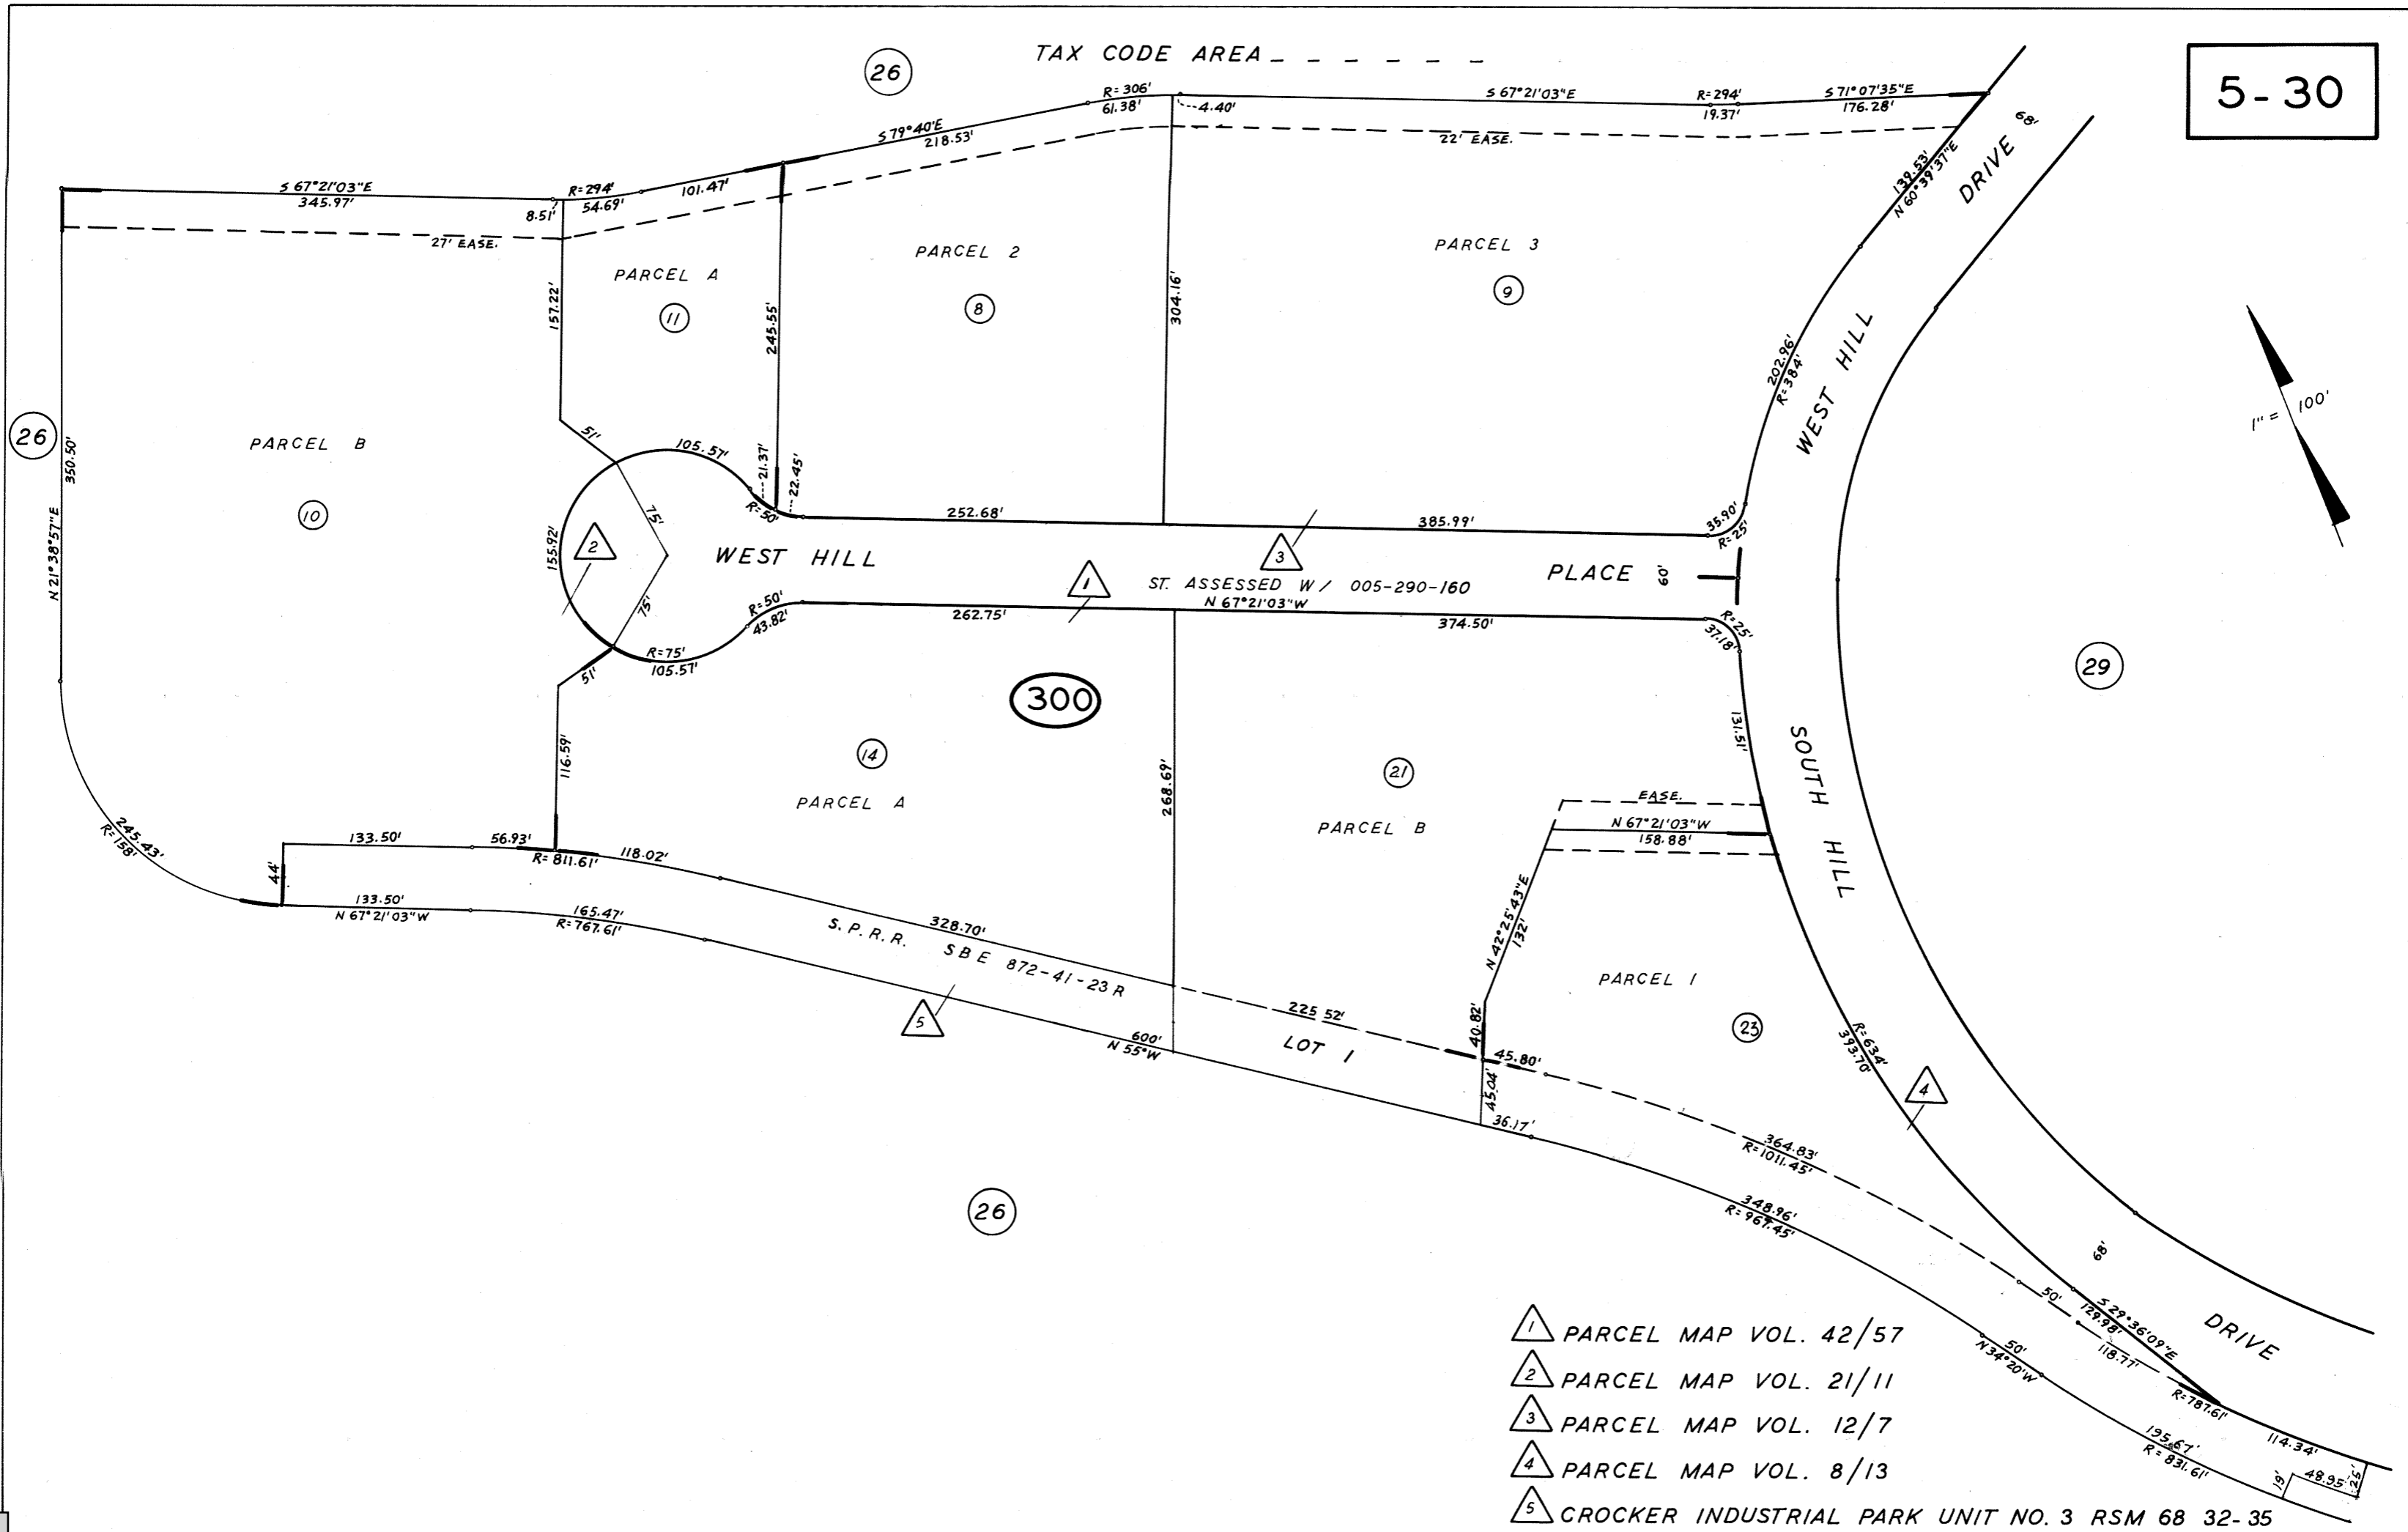 TAX CODE AREA
5-30
26
R=306'
61.38'
4.40'
S 67°21'03"E
R=294'
19.37'
S 71°07'35"E
176.28'
68'
S 79°40'E
218.53'
22' EASE.
139.53'
N 60°39'37"E
DRIVE
S 67°21'03"E
345.97'
8.51'
R=294'
54.69'
101.47'
27' EASE.
PARCEL A
11
PARCEL 2
8
PARCEL 3
9
157.22'
245.55'
304.16'
202.96'
R=384'
WEST HILL
1" = 100'
26
N 21°38'57"E
350.50'
PARCEL B
10
51'
105.57'
21.37'
22.45'
R=50'
75'
75'
155.92'
2
252.68'
385.99'
35.90'
R=25'
WEST HILL
PLACE
60'
1
3
ST. ASSESSED W/ 005-290-160
N 67°21'03"W
R=50'
43.82'
262.75'
374.50'
R=25'
37.18'
R=75'
105.57'
51'
300
29
116.59'
14
PARCEL A
268.69'
21
PARCEL B
131.51'
SOUTH HILL
EASE.
N 67°21'03"W
158.88'
245.43'
R=158'
44'
133.50'
56.93'
R=811.61'
118.02'
133.50'
N 67°21'03"W
165.47'
R=767.61'
328.70'
S.P.R.R. SBE 872-41-23R
5
600'
N 55°W
225.52'
LOT 1
N 42°25'43"E
132'
40.82'
45.80'
45.04'
36.17'
PARCEL 1
23
R=634'
393.70'
4
364.83'
R=1011.45'
348.96'
R=967.45'
26
68'
50'
S 29°36'09"E
129.98'
118.77'
DRIVE
50'
N 34°20'W
R=787.61'
114.34'
195.67'
R=831.61'
19'
48.95'
25'
1 PARCEL MAP VOL. 42/57
2 PARCEL MAP VOL. 21/11
3 PARCEL MAP VOL. 12/7
4 PARCEL MAP VOL. 8/13
5 CROCKER INDUSTRIAL PARK UNIT NO. 3 RSM 68 32-35